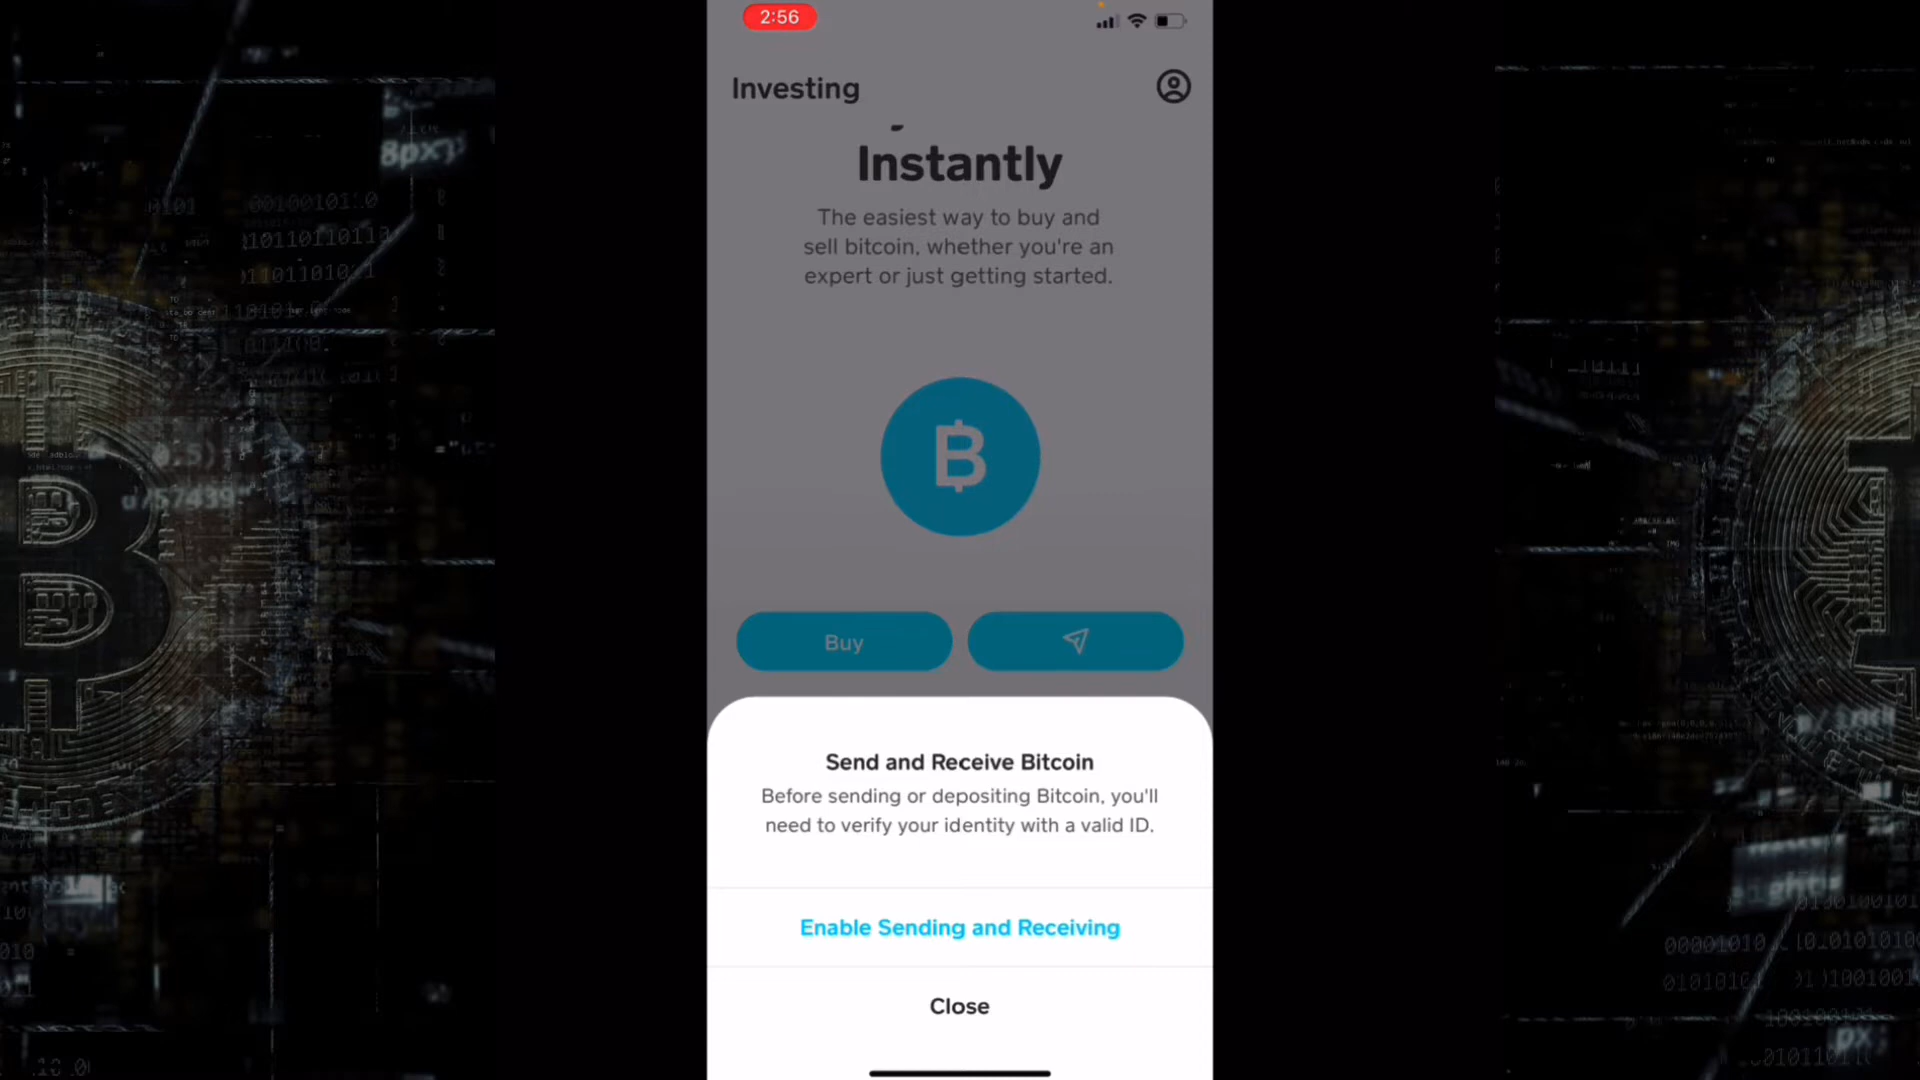 2:56
Investing
Instantly
The easiest way to buy and
sell bitcoin, whether you're an
expert or just getting started.
Buy
Send and Receive Bitcoin
Before sending or depositing Bitcoin, you'll
need to verify your identity with a valid ID.
Enable Sending and Receiving
Close